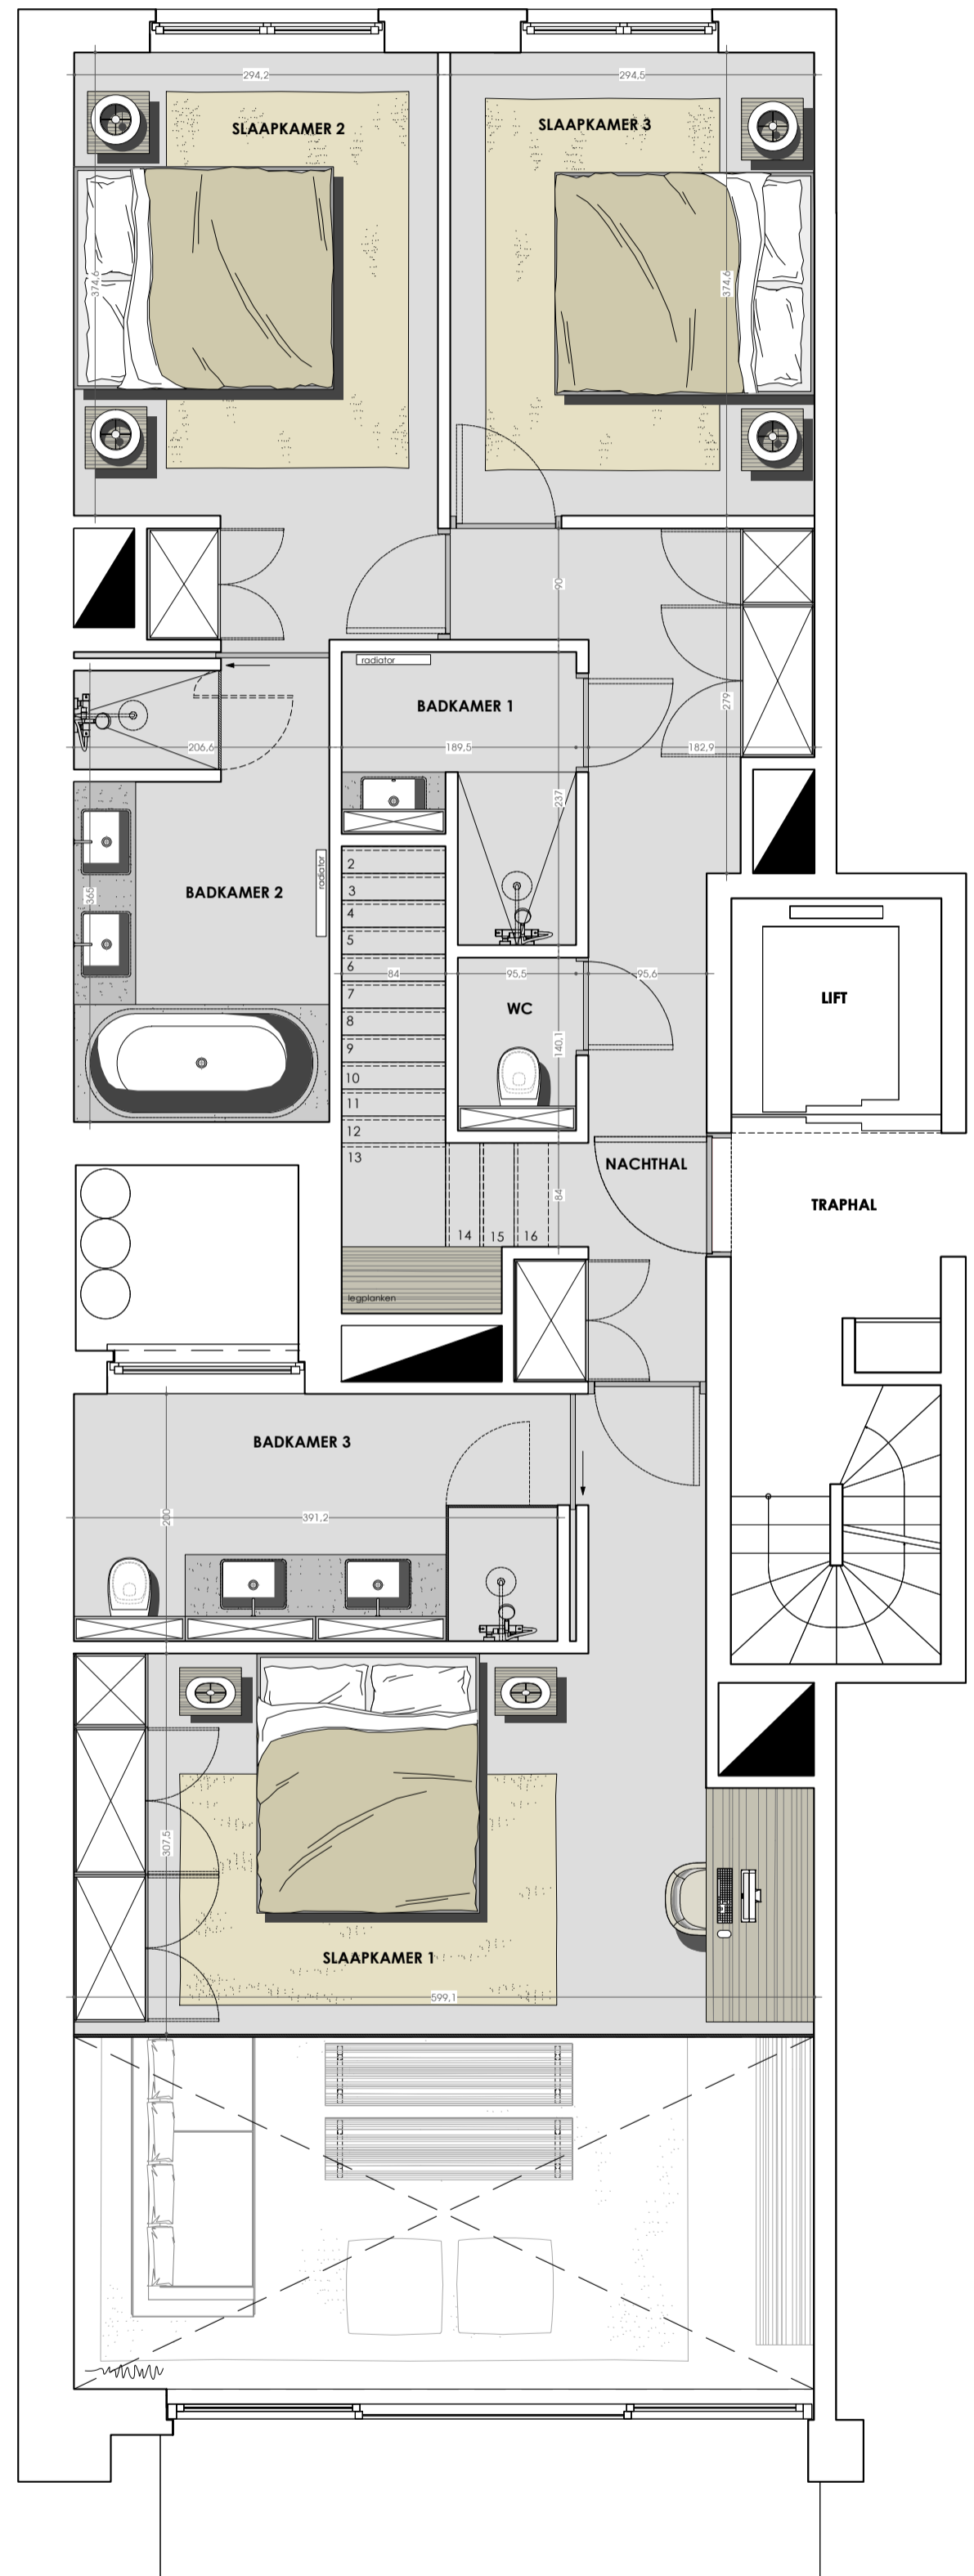 294,2
294,5
SLAAPKAMER 2
SLAAPKAMER 3
374,6
374,6
90
radiator
BADKAMER 1
279
206,6
189,5
182,9
237
2
3
4
5
6
7
8
9
10
11
12
13
BADKAMER 2
radiator
365
84
95,5
95,6
WC
LIFT
140,1
NACHTHAL
84
TRAPHAL
14
15
16
legplanken
BADKAMER 3
200
391,2
307,5
SLAAPKAMER 1
599,1